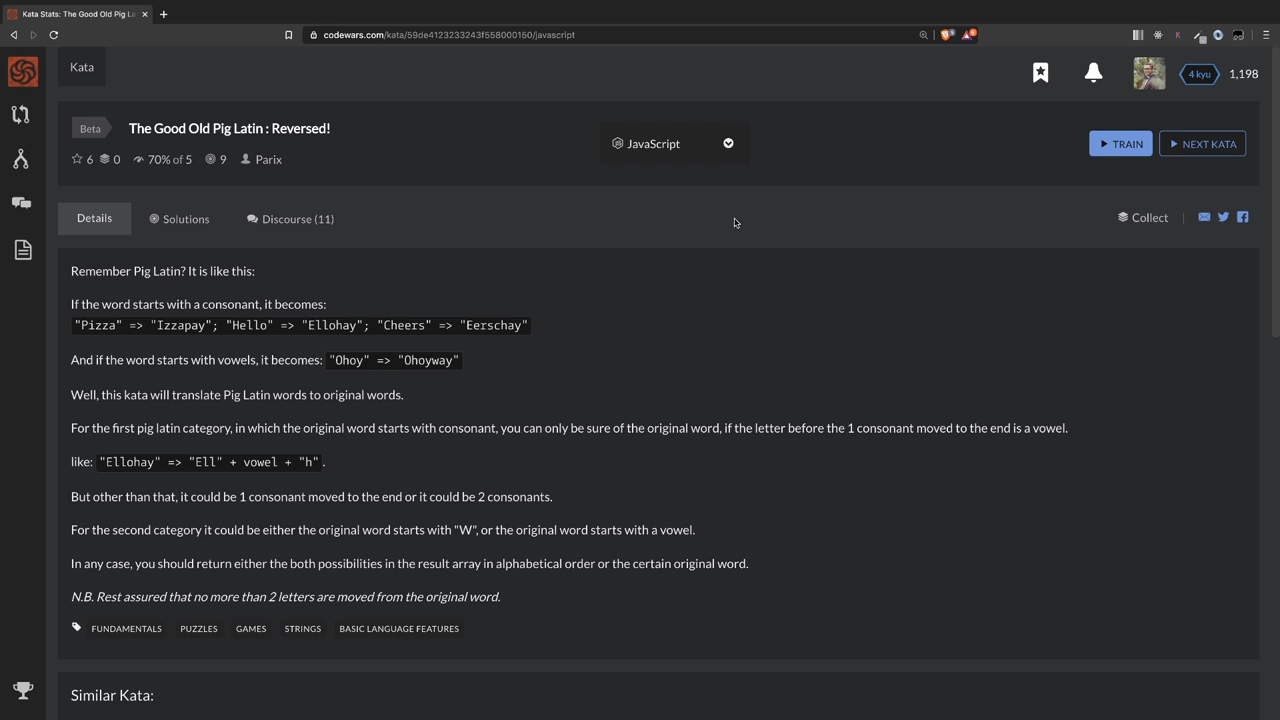 Kata Stats: The Good Old Pig La
codewars.com/kata/59de4123233243f558000150/javascript
Kata
4 kyu
1,198
Beta
The Good Old Pig Latin : Reversed!
JavaScript
TRAIN
NEXT KATA
6 0 70% of 5 9 Parix
Details
Solutions
Discourse (11)
Collect
Remember Pig Latin? It is like this:
If the word starts with a consonant, it becomes:
"Pizza" => "Izzapay"; "Hello" => "Ellohay"; "Cheers" => "Eerschay"
And if the word starts with vowels, it becomes: "Ohoy" => "Ohoyway"
Well, this kata will translate Pig Latin words to original words.
For the first pig latin category, in which the original word starts with consonant, you can only be sure of the original word, if the letter before the 1 consonant moved to the end is a vowel.
like: "Ellohay" => "Ell" + vowel + "h" .
But other than that, it could be 1 consonant moved to the end or it could be 2 consonants.
For the second category it could be either the original word starts with "W", or the original word starts with a vowel.
In any case, you should return either the both possibilities in the result array in alphabetical order or the certain original word.
N.B. Rest assured that no more than 2 letters are moved from the original word.
FUNDAMENTALS PUZZLES GAMES STRINGS BASIC LANGUAGE FEATURES
Similar Kata: